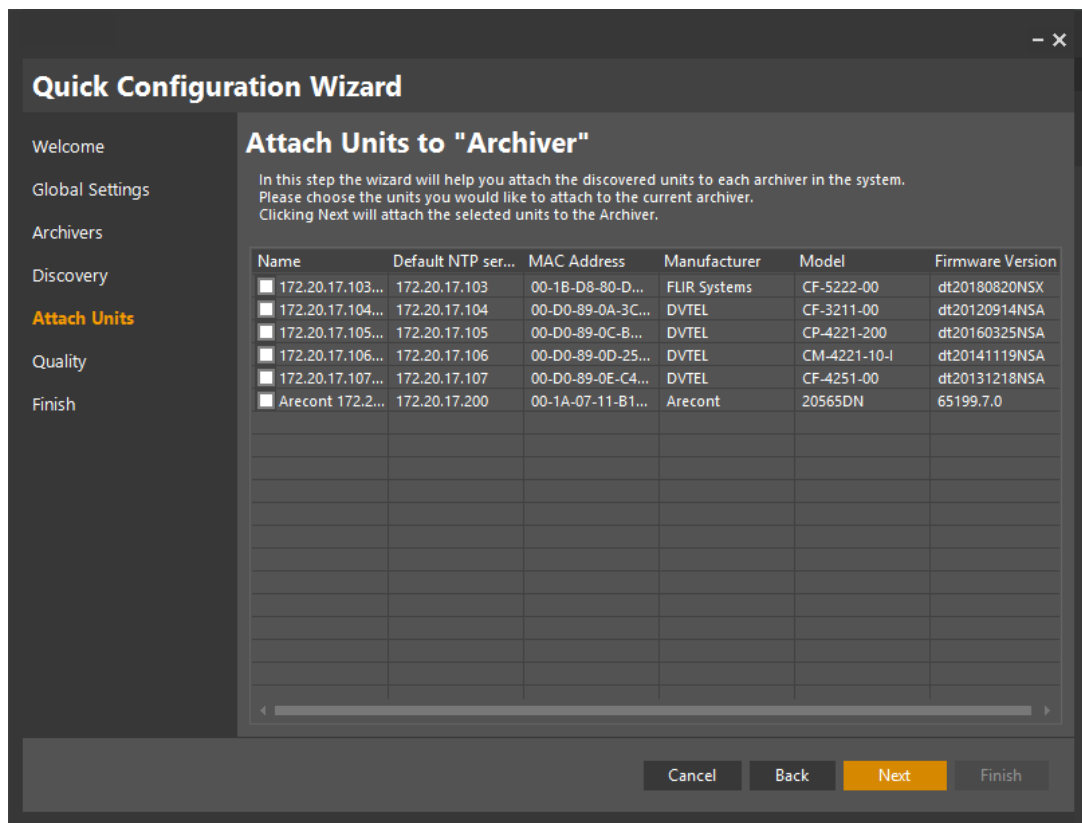 Quick Configuration Wizard
Welcome
Global Settings
Archivers
Discovery
Attach Units
Quality
Finish
Attach Units to "Archiver"
In this step the wizard will help you attach the discovered units to each archiver in the system.
Please choose the units you would like to attach to the current archiver.
Clicking Next will attach the selected units to the Archiver.
Name Default NTP ser... MAC Address Manufacturer Model Firmware Version
172.20.17.103... 172.20.17.103 00-1B-D8-80-D... FLIR Systems CF-5222-00 dt20180820NSX
172.20.17.104... 172.20.17.104 00-D0-89-0A-3C... DVTEL CF-3211-00 dt20120914NSA
172.20.17.105... 172.20.17.105 00-D0-89-0C-B... DVTEL CP-4221-200 dt20160325NSA
172.20.17.106... 172.20.17.106 00-D0-89-0D-25... DVTEL CM-4221-10-I dt20141119NSA
172.20.17.107... 172.20.17.107 00-D0-89-0E-C4... DVTEL CF-4251-00 dt20131218NSA
Arecont 172.2... 172.20.17.200 00-1A-07-11-B1... Arecont 20565DN 65199.7.0
Cancel Back Next Finish